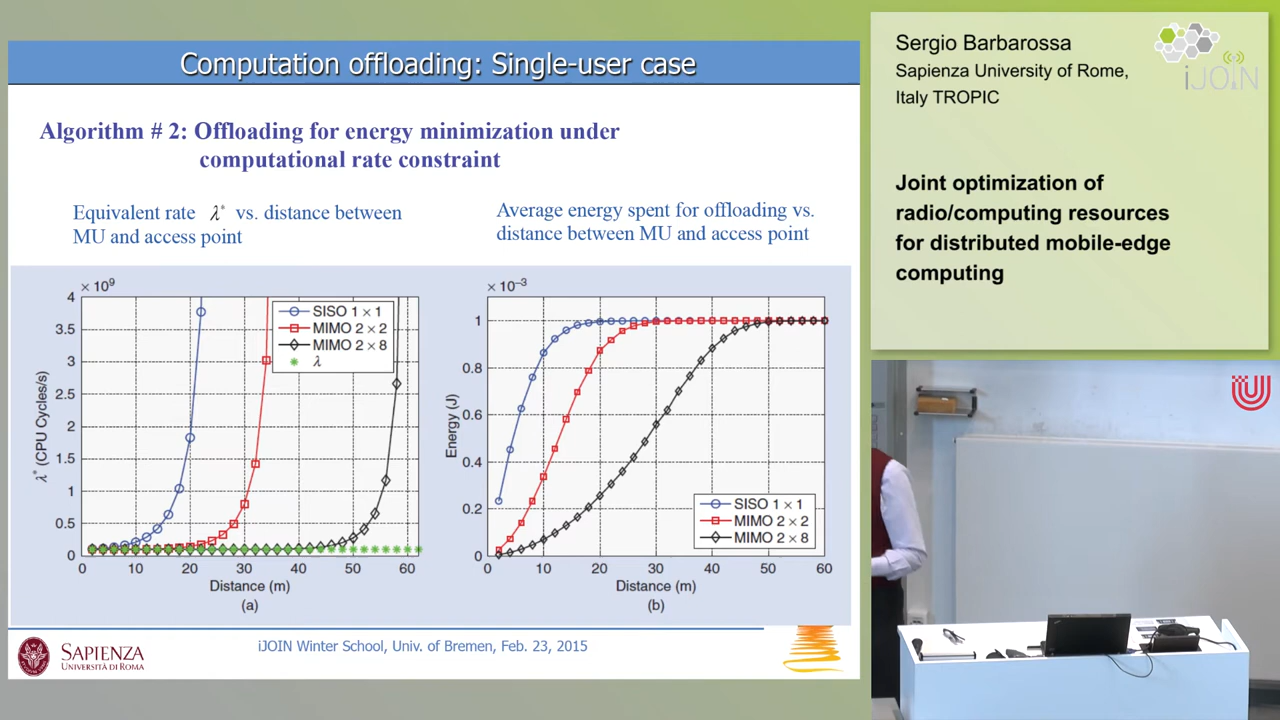 Computation offloading: Single-user case
Algorithm # 2: Offloading for energy minimization under
computational rate constraint
Equivalent rate λ* vs. distance between
MU and access point
Average energy spent for offloading vs.
distance between MU and access point
× 10⁹
4
3.5
3
2.5
2
1.5
1
0.5
0
λ* (CPU Cycles/s)
SISO 1 × 1
MIMO 2 × 2
MIMO 2 × 8
λ
0 10 20 30 40 50 60
Distance (m)
(a)
× 10⁻³
1
0.8
0.6
0.4
0.2
0
Energy (J)
SISO 1 × 1
MIMO 2 × 2
MIMO 2 × 8
0 10 20 30 40 50 60
Distance (m)
(b)
SAPIENZA
UNIVERSITÀ DI ROMA
iJOIN Winter School, Univ. of Bremen, Feb. 23, 2015
Sergio Barbarossa
Sapienza University of Rome,
Italy TROPIC
iJOIN
Joint optimization of
radio/computing resources
for distributed mobile-edge
computing